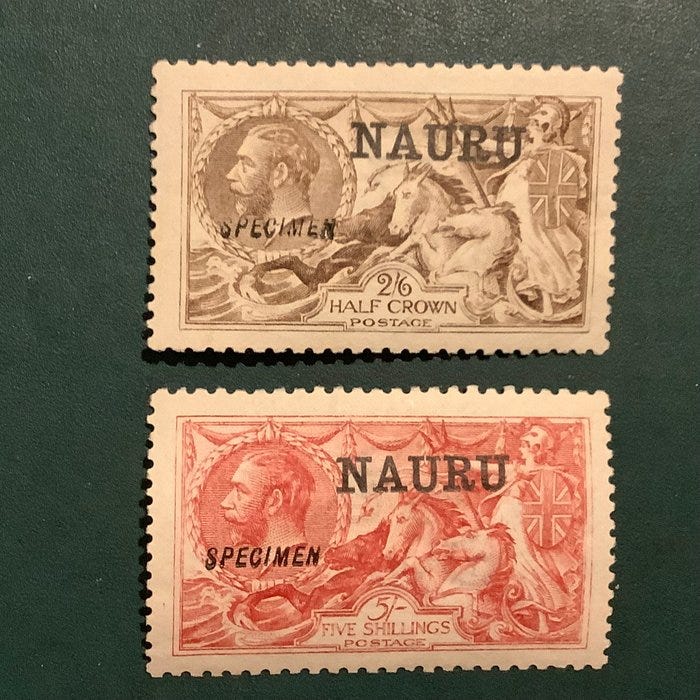 NAURU
SPECIMEN
2/6
HALF CROWN
POSTAGE
NAURU
SPECIMEN
5/-
FIVE SHILLINGS
POSTAGE